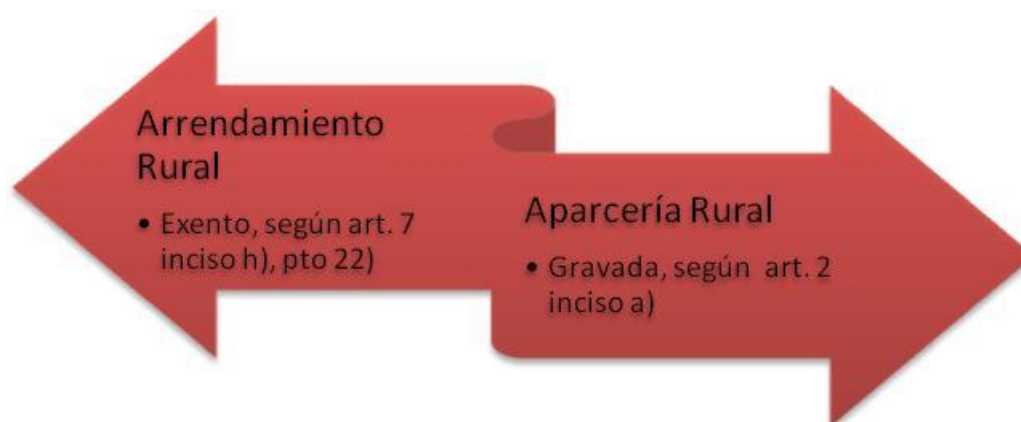 Arrendamiento
Rural
• Exento, según art. 7
inciso h), pto 22)
Aparcería Rural
• Gravada, según art. 2
inciso a)